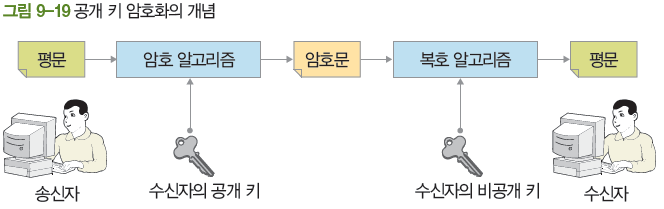 그림 9-19 공개 키 암호화의 개념
평문
암호 알고리즘
암호문
복호 알고리즘
평문
송신자
수신자의 공개 키
수신자의 비공개 키
수신자